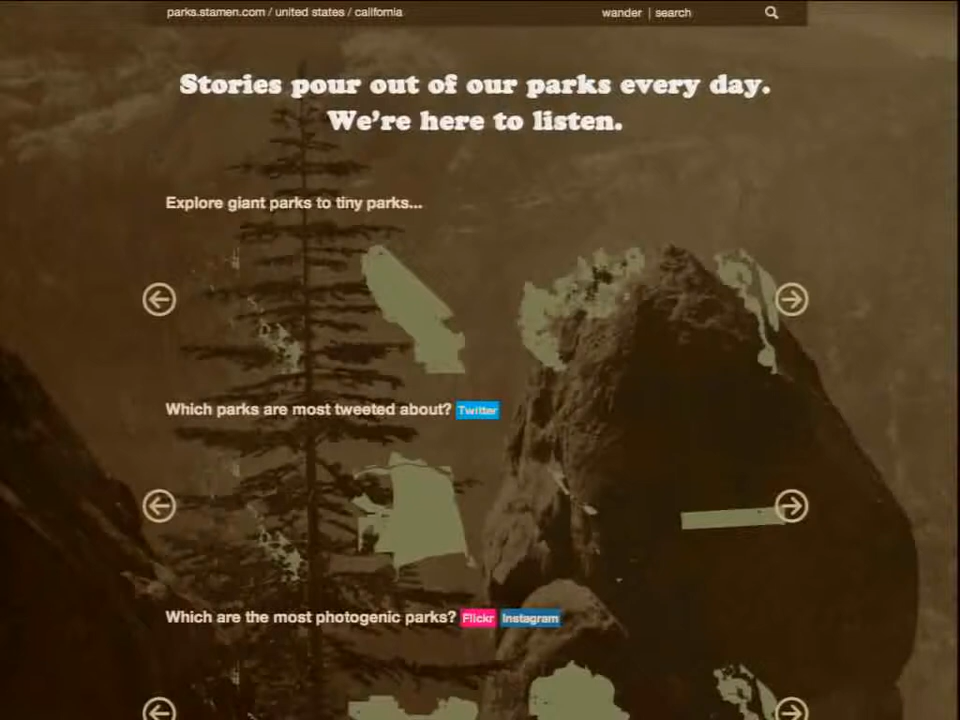 parks.stamen.com / united states / california
wander | search
Stories pour out of our parks every day.
We're here to listen.
Explore giant parks to tiny parks...
Which parks are most tweeted about? Twitter
Which are the most photogenic parks? Flickr Instagram